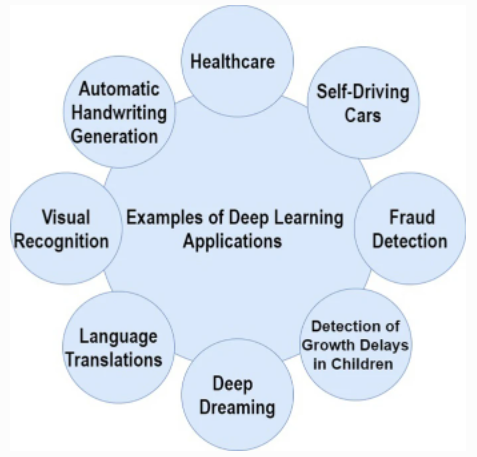 Healthcare
Automatic
Handwriting
Generation
Self-Driving
Cars
Visual
Recognition
Examples of Deep Learning
Applications
Fraud
Detection
Language
Translations
Detection of
Growth Delays
in Children
Deep
Dreaming